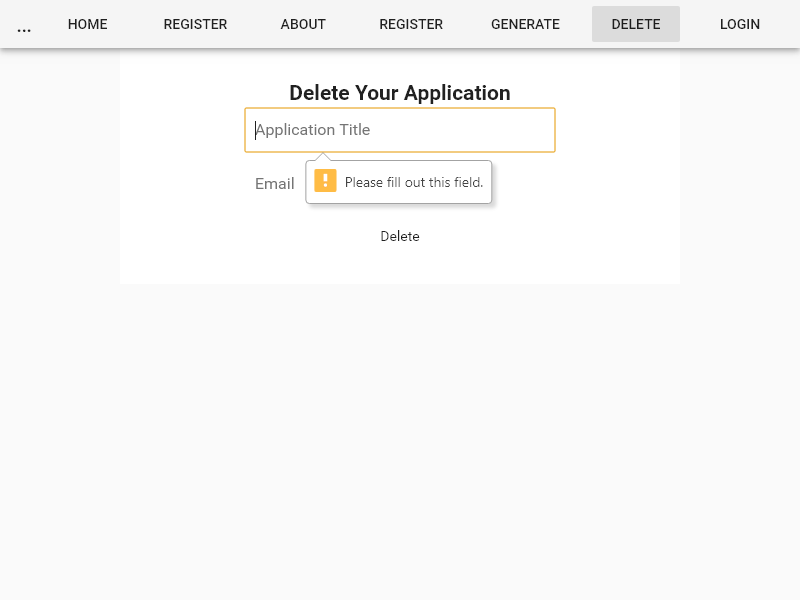 ... HOME REGISTER ABOUT REGISTER GENERATE DELETE LOGIN
Delete Your Application
Application Title
Email
Please fill out this field.
Delete